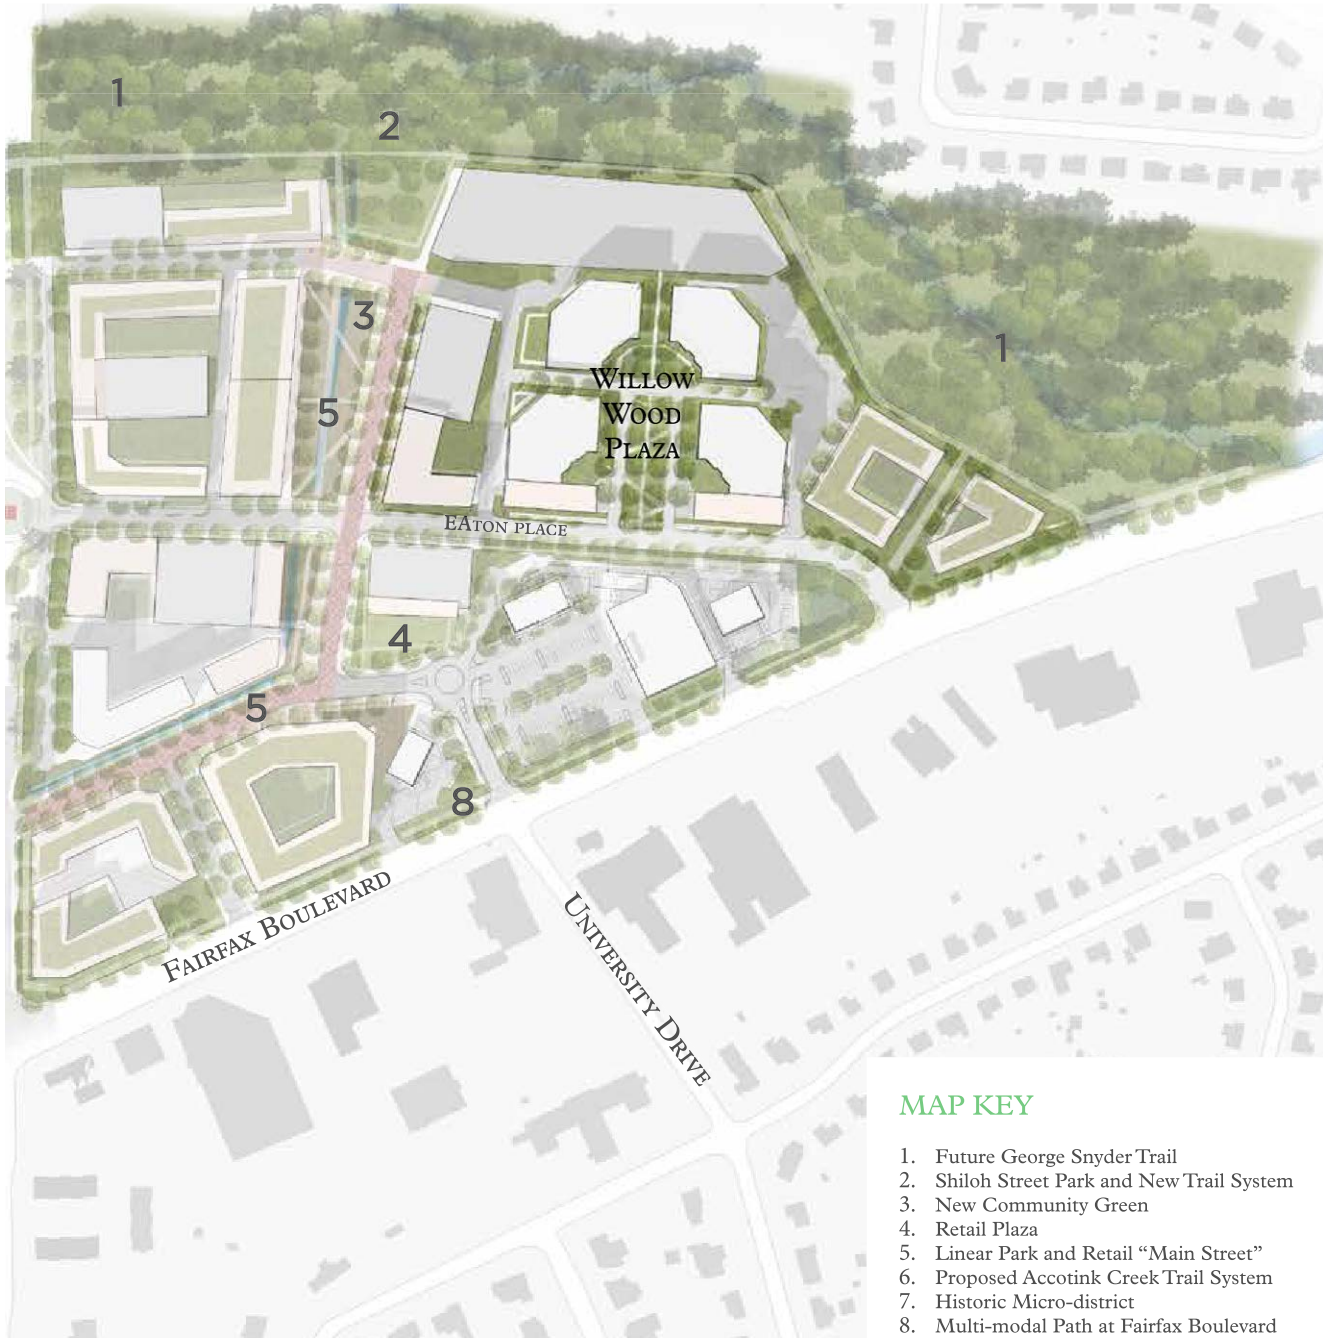 1
2
1
3
5
WILLOW
WOOD
PLAZA
EATON PLACE
4
5
8
FAIRFAX BOULEVARD
UNIVERSITY DRIVE
MAP KEY
1. Future George Snyder Trail
2. Shiloh Street Park and New Trail System
3. New Community Green
4. Retail Plaza
5. Linear Park and Retail “Main Street”
6. Proposed Accotink Creek Trail System
7. Historic Micro-district
8. Multi-modal Path at Fairfax Boulevard